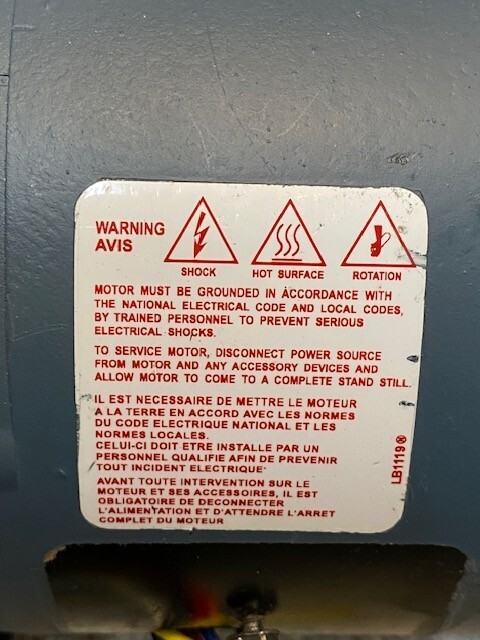 WARNING
AVIS
SHOCK
HOT SURFACE
ROTATION
MOTOR MUST BE GROUNDED IN ACCORDANCE WITH
THE NATIONAL ELECTRICAL CODE AND LOCAL CODES,
BY TRAINED PERSONNEL TO PREVENT SERIOUS
ELECTRICAL SHOCKS.
TO SERVICE MOTOR, DISCONNECT POWER SOURCE
FROM MOTOR AND ANY ACCESSORY DEVICES AND
ALLOW MOTOR TO COME TO A COMPLETE STAND STILL.
IL EST NECESSAIRE DE METTRE LE MOTEUR
A LA TERRE EN ACCORD AVEC LES NORMES
DU CODE ELECTRIQUE NATIONAL ET LES
NORMES LOCALES.
CELUI-CI DOIT ETRE INSTALLE PAR UN
PERSONNEL QUALIFIE AFIN DE PREVENIR
TOUT INCIDENT ELECTRIQUE
AVANT TOUTE INTERVENTION SUR LE
MOTEUR ET SES ACCESSOIRES, IL EST
OBLIGATOIRE DE DECONNECTER
L'ALIMENTATION ET D'ATTENDRE L'ARRET
COMPLET DU MOTEUR
LB1119®